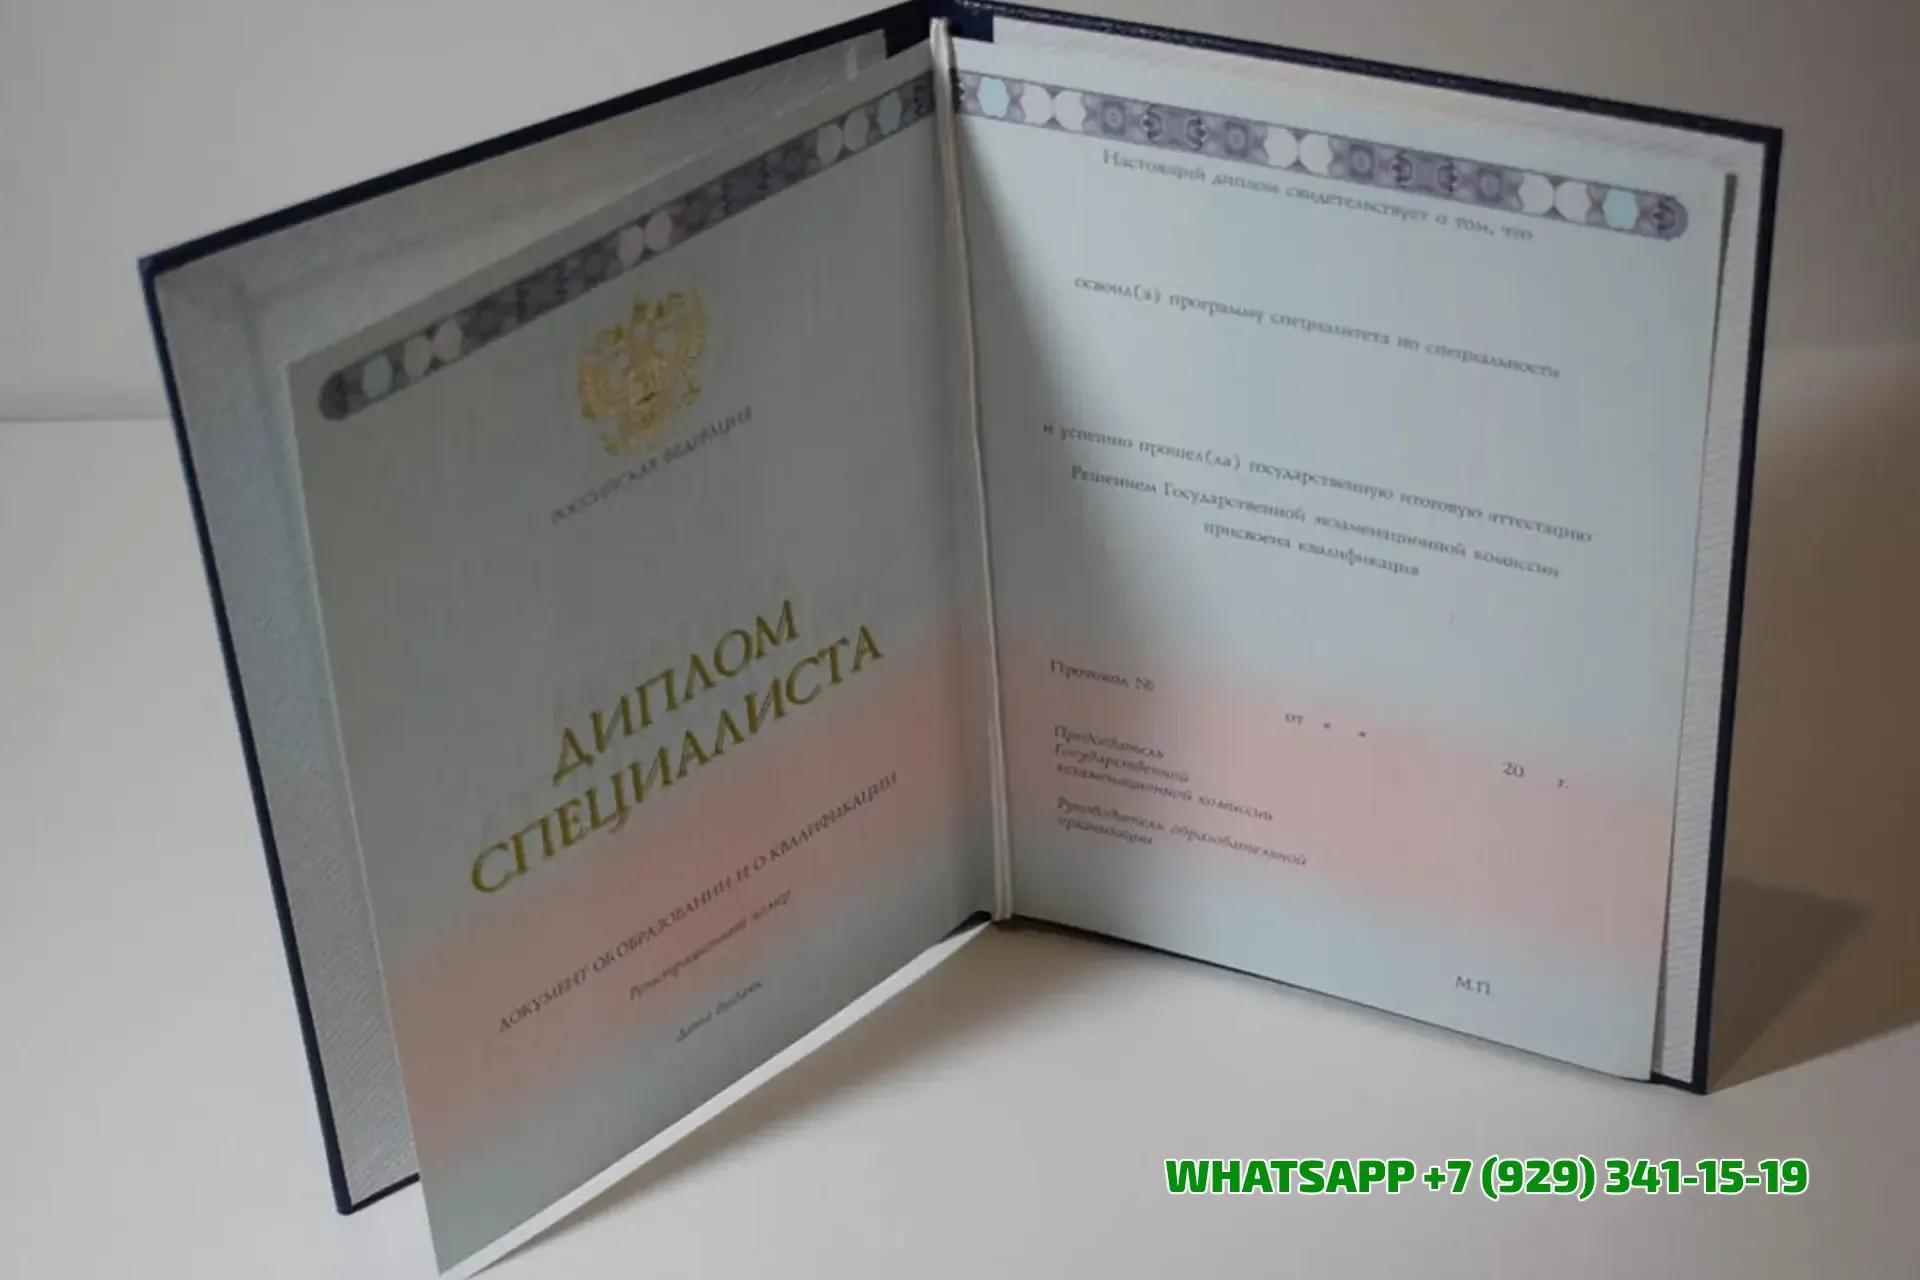 РОССИЙСКАЯ ФЕДЕРАЦИЯ
ДИПЛОМ
СПЕЦИАЛИСТА
ДОКУМЕНТ ОБ ОБРАЗОВАНИИ И О КВАЛИФИКАЦИИ
Регистрационный номер
Дата выдачи
Настоящий диплом свидетельствует о том, что
освоил(а) программу специалитета по специальности
и успешно прошел(ла) государственную итоговую аттестацию
Решением Государственной экзаменационной комиссии
присвоена квалификация
Протокол №
от « »
20 г.
Председатель
Государственной
экзаменационной комиссии
Руководитель образовательной
организации
М.П.
WHATSAPP +7 (929) 341-15-19